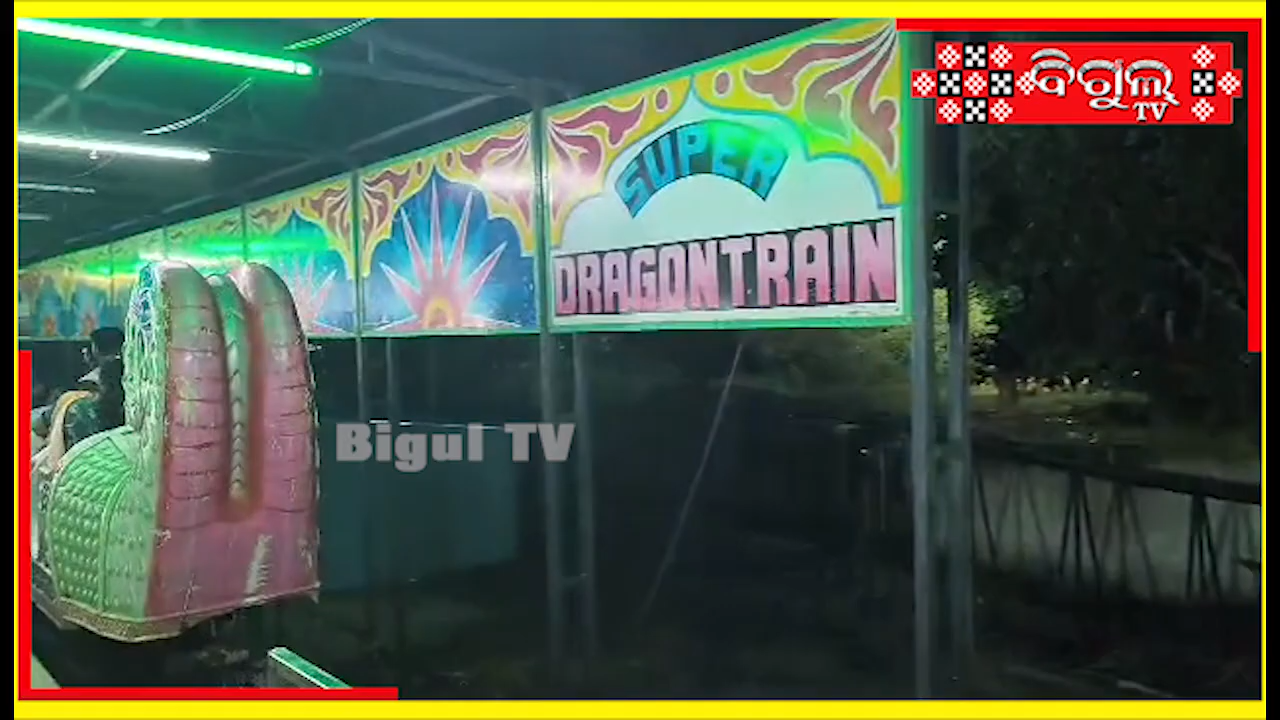 ବିଗୁଲ୍
TV
SUPER
DRAGONTRAIN
Bigul TV